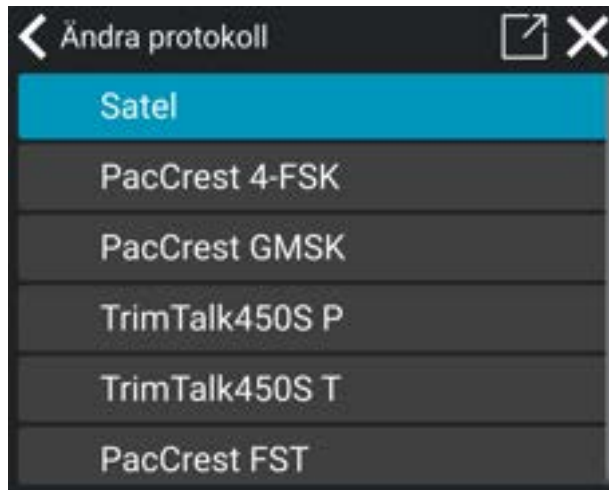 Ändra protokoll
Satel
PacCrest 4-FSK
PacCrest GMSK
TrimTalk450S P
TrimTalk450S T
PacCrest FST